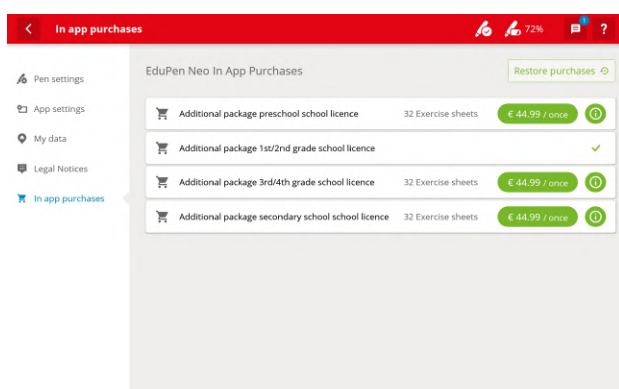 In app purchases
72%
1
?
Pen settings
App settings
My data
Legal Notices
In app purchases
EduPen Neo In App Purchases
Restore purchases
Additional package preschool school licence 32 Exercise sheets € 44.99 / once
Additional package 1st/2nd grade school licence
Additional package 3rd/4th grade school licence 32 Exercise sheets € 44.99 / once
Additional package secondary school school licence 32 Exercise sheets € 44.99 / once